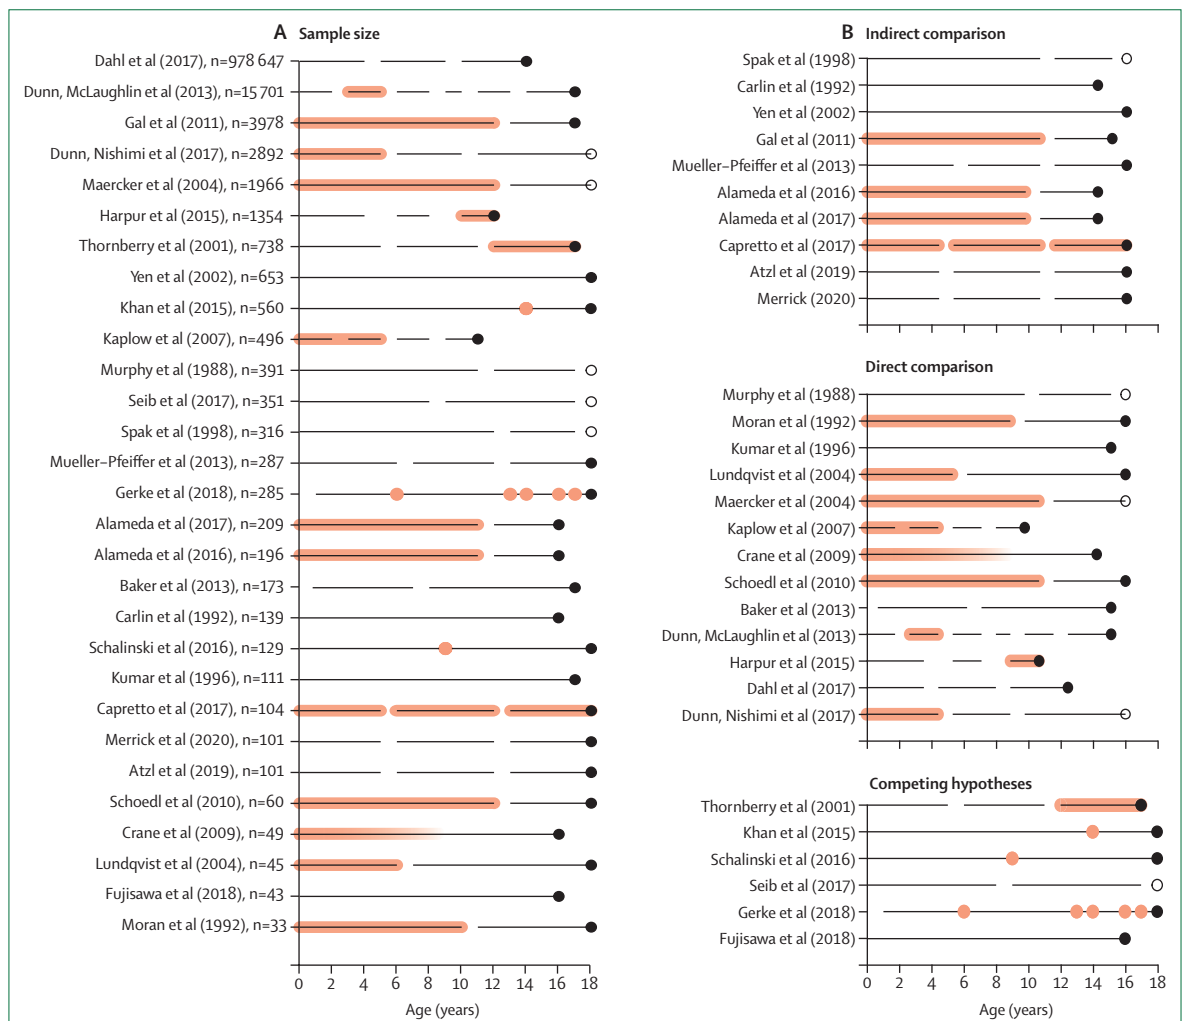 A Sample size
Dahl et al (2017), n=978 647
Dunn, McLaughlin et al (2013), n=15 701
Gal et al (2011), n=3978
Dunn, Nishimi et al (2017), n=2892
Maercker et al (2004), n=1966
Harpur et al (2015), n=1354
Thornberry et al (2001), n=738
Yen et al (2002), n=653
Khan et al (2015), n=560
Kaplow et al (2007), n=496
Murphy et al (1988), n=391
Seib et al (2017), n=351
Spak et al (1998), n=316
Mueller–Pfeiffer et al (2013), n=287
Gerke et al (2018), n=285
Alameda et al (2017), n=209
Alameda et al (2016), n=196
Baker et al (2013), n=173
Carlin et al (1992), n=139
Schalinski et al (2016), n=129
Kumar et al (1996), n=111
Capretto et al (2017), n=104
Merrick et al (2020), n=101
Atzl et al (2019), n=101
Schoedl et al (2010), n=60
Crane et al (2009), n=49
Lundqvist et al (2004), n=45
Fujisawa et al (2018), n=43
Moran et al (1992), n=33
0 2 4 6 8 10 12 14 16 18
Age (years)
B Indirect comparison
Spak et al (1998)
Carlin et al (1992)
Yen et al (2002)
Gal et al (2011)
Mueller–Pfeiffer et al (2013)
Alameda et al (2016)
Alameda et al (2017)
Capretto et al (2017)
Atzl et al (2019)
Merrick (2020)
Direct comparison
Murphy et al (1988)
Moran et al (1992)
Kumar et al (1996)
Lundqvist et al (2004)
Maercker et al (2004)
Kaplow et al (2007)
Crane et al (2009)
Schoedl et al (2010)
Baker et al (2013)
Dunn, McLaughlin et al (2013)
Harpur et al (2015)
Dahl et al (2017)
Dunn, Nishimi et al (2017)
Competing hypotheses
Thornberry et al (2001)
Khan et al (2015)
Schalinski et al (2016)
Seib et al (2017)
Gerke et al (2018)
Fujisawa et al (2018)
0 2 4 6 8 10 12 14 16 18
Age (years)